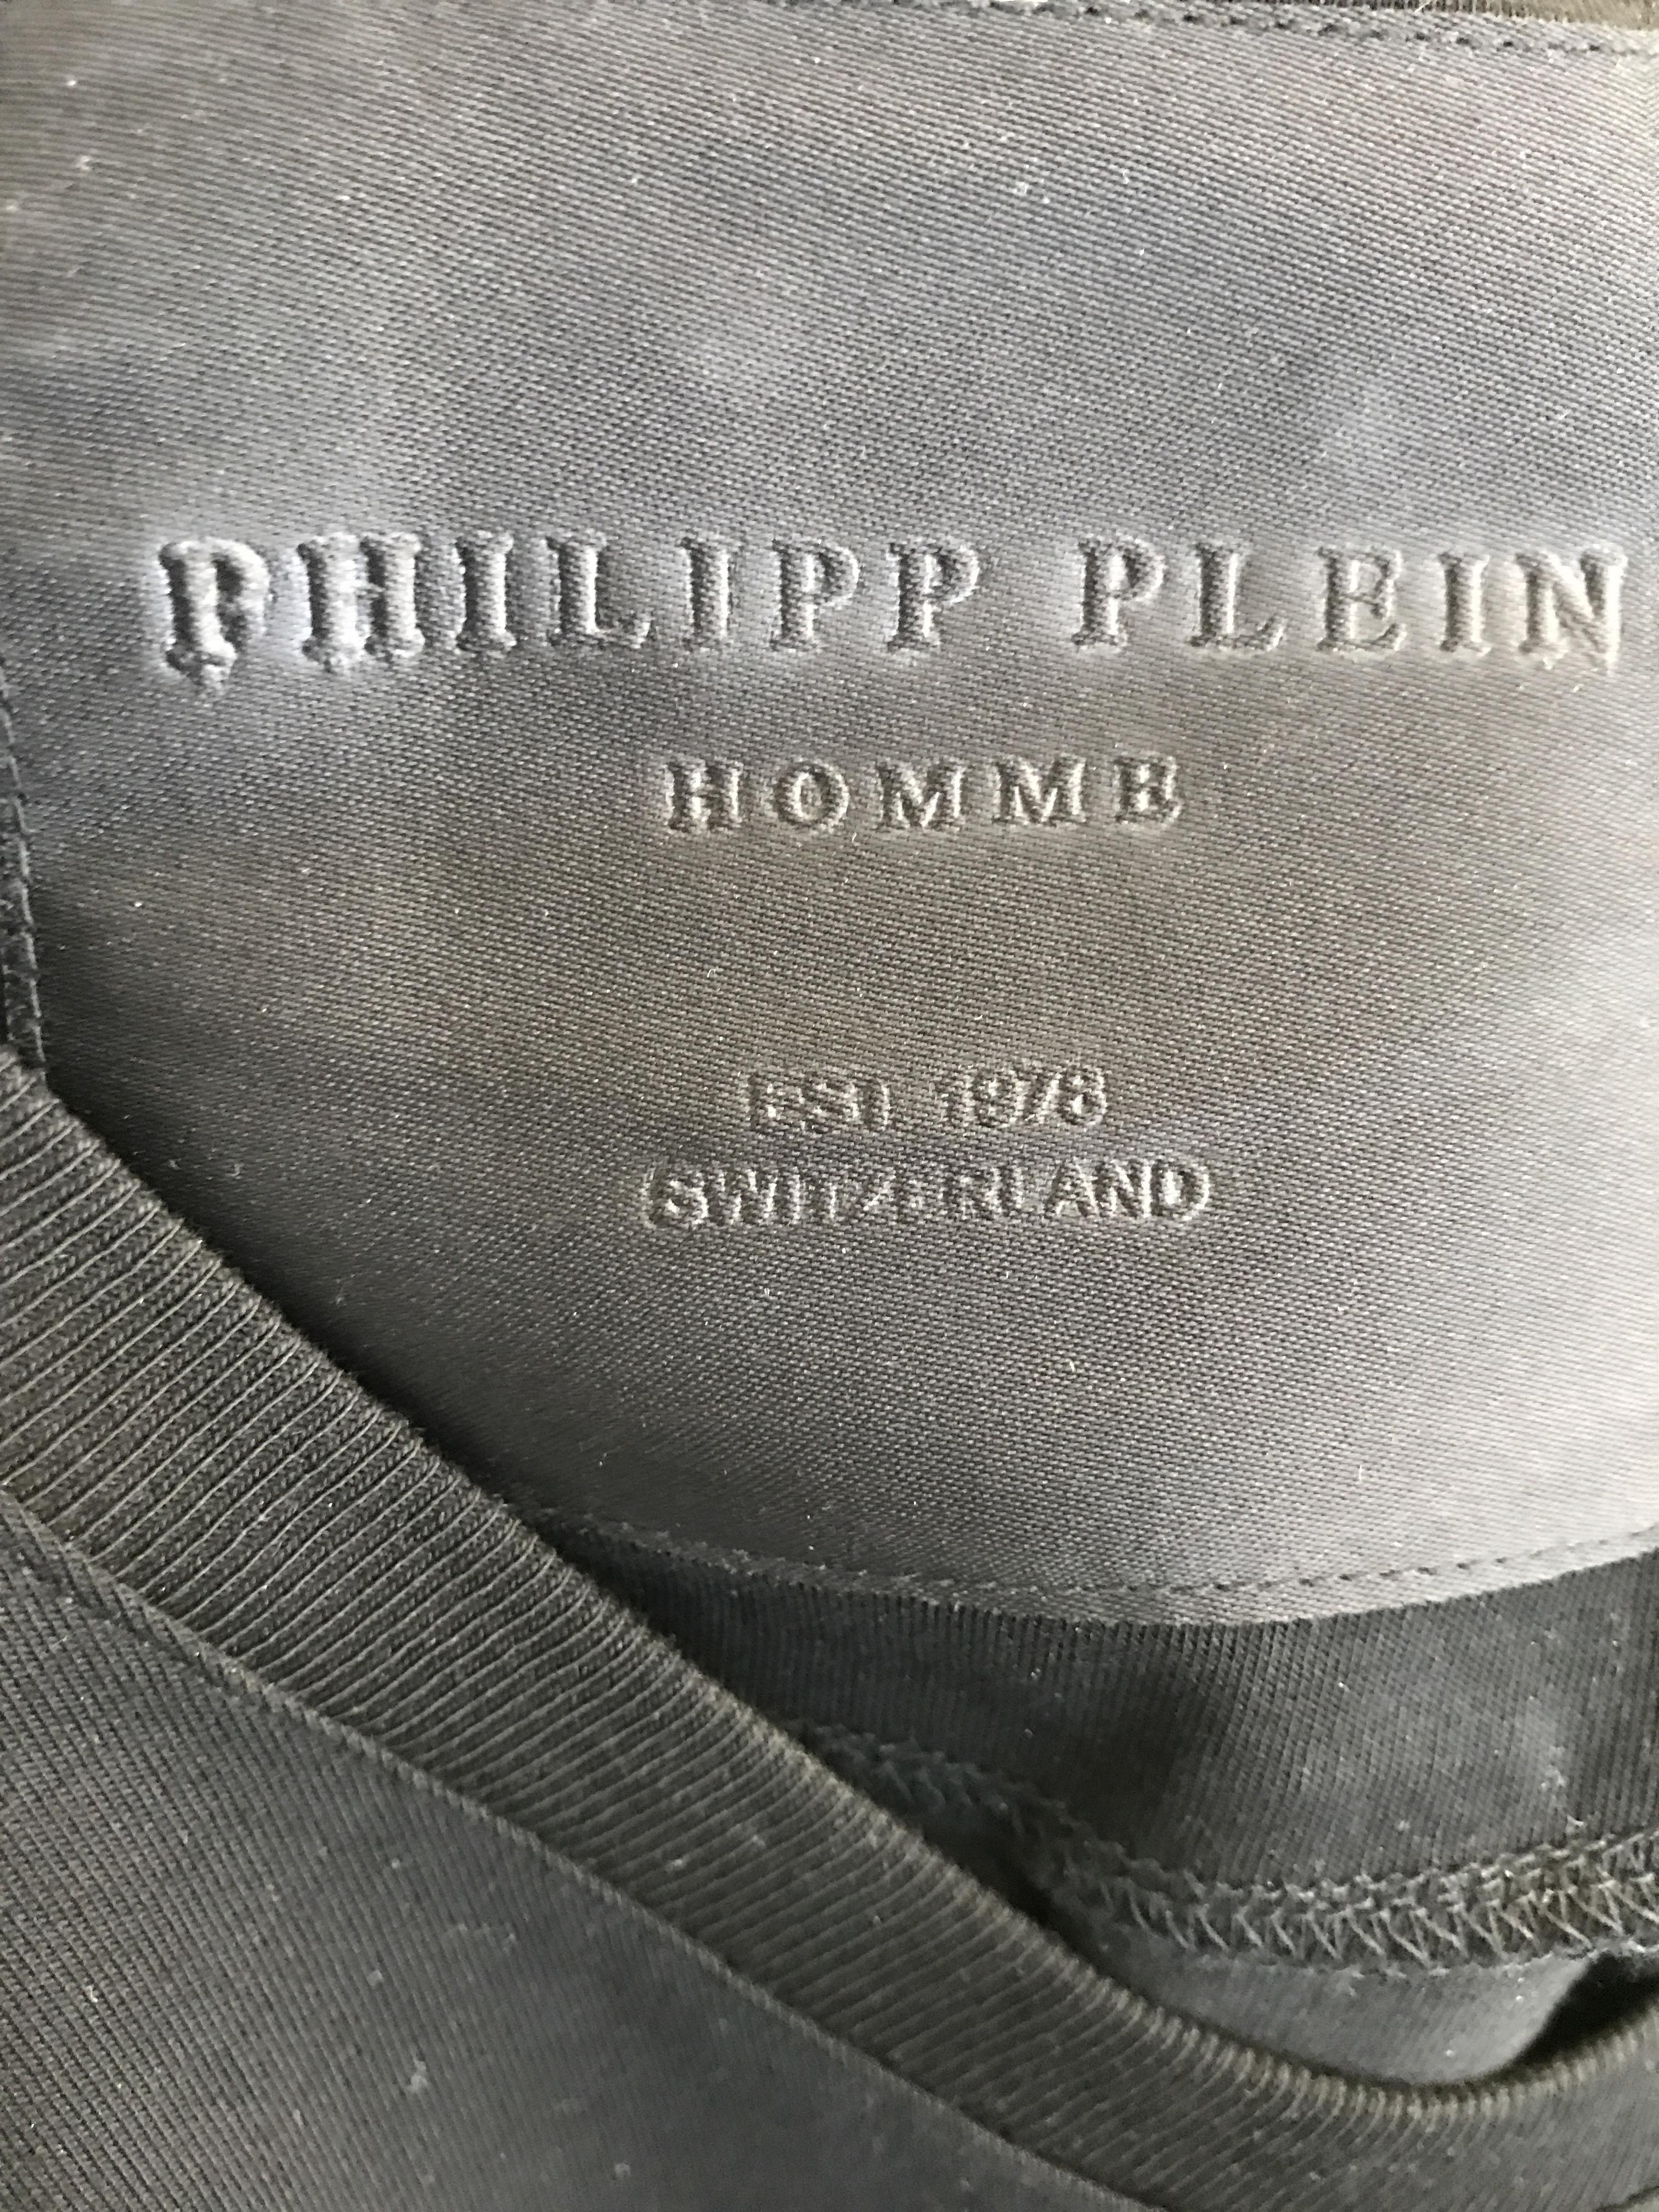 PHILIPP PLEIN
HOMME
EST. 1978
SWITZERLAND